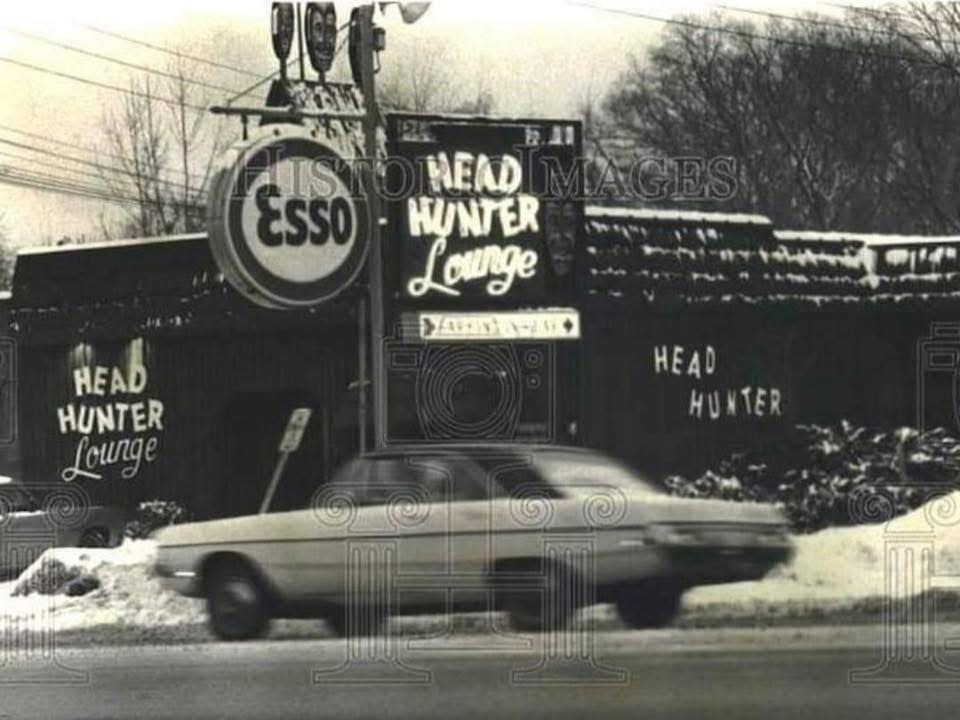 HISTORIC IMAGES
Esso
HEAD
HUNTER
Lounge
HEAD
HUNTER
Lounge
HEAD
HUNTER